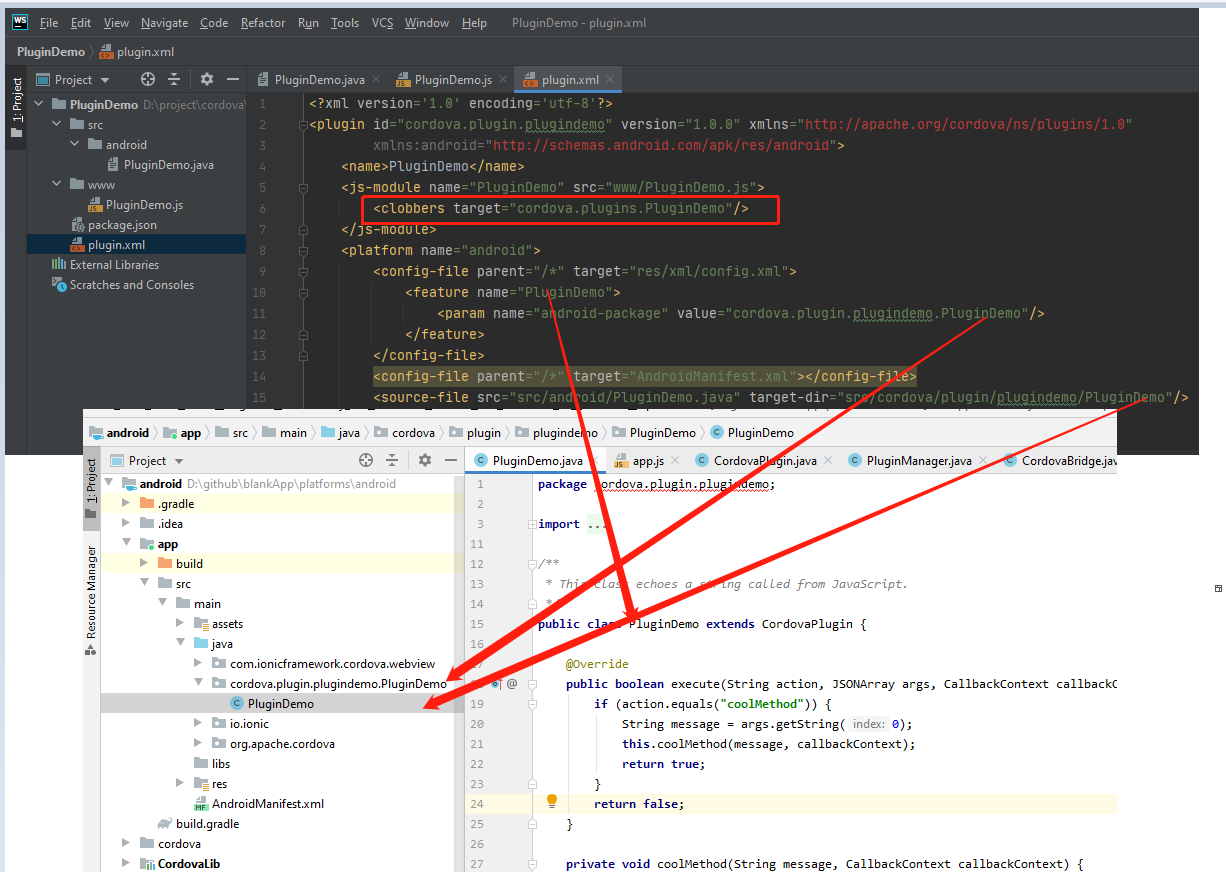 WS File Edit View Navigate Code Refactor Run Tools VCS Window Help PluginDemo - plugin.xml
PluginDemo plugin.xml
1: Project
Project
PluginDemo D:\project\cordova\
src
android
PluginDemo.java
www
PluginDemo.js
package.json
plugin.xml
External Libraries
Scratches and Consoles
PluginDemo.java PluginDemo.js plugin.xml
1 <?xml version='1.0' encoding='utf-8'?>
2 <plugin id="cordova.plugin.plugindemo" version="1.0.0" xmlns="http://apache.org/cordova/ns/plugins/1.0"
3 xmlns:android="http://schemas.android.com/apk/res/android">
4 <name>PluginDemo</name>
5 <js-module name="PluginDemo" src="www/PluginDemo.js">
6 <clobbers target="cordova.plugins.PluginDemo"/>
7 </js-module>
8 <platform name="android">
9 <config-file parent="/*" target="res/xml/config.xml">
10 <feature name="PluginDemo">
11 <param name="android-package" value="cordova.plugin.plugindemo.PluginDemo"/>
12 </feature>
13 </config-file>
14 <config-file parent="/*" target="AndroidManifest.xml"></config-file>
15 <source-file src="src/android/PluginDemo.java" target-dir="src/cordova/plugin/plugindemo/PluginDemo"/>
android app src main java cordova plugin plugindemo PluginDemo PluginDemo
1: Project
Resource Manager
Project
android D:\github\blankApp\platforms\android
.gradle
.idea
app
build
src
main
assets
java
com.ionicframework.cordova.webview
cordova.plugin.plugindemo.PluginDemo
PluginDemo
io.ionic
org.apache.cordova
libs
res
AndroidManifest.xml
build.gradle
cordova
CordovaLib
PluginDemo.java app.js CordovaPlugin.java PluginManager.java CordovaBridge.jav
1 package cordova.plugin.plugindemo;
2
3 import ...
11
12 /**
13 * This class echoes a string called from JavaScript.
14 *
15 public class PluginDemo extends CordovaPlugin {
16
17 @Override
@ public boolean execute(String action, JSONArray args, CallbackContext callbackC
19 if (action.equals("coolMethod")) {
20 String message = args.getString( index: 0);
21 this.coolMethod(message, callbackContext);
22 return true;
23 }
24 return false;
25 }
26
27 private void coolMethod(String message, CallbackContext callbackContext) {